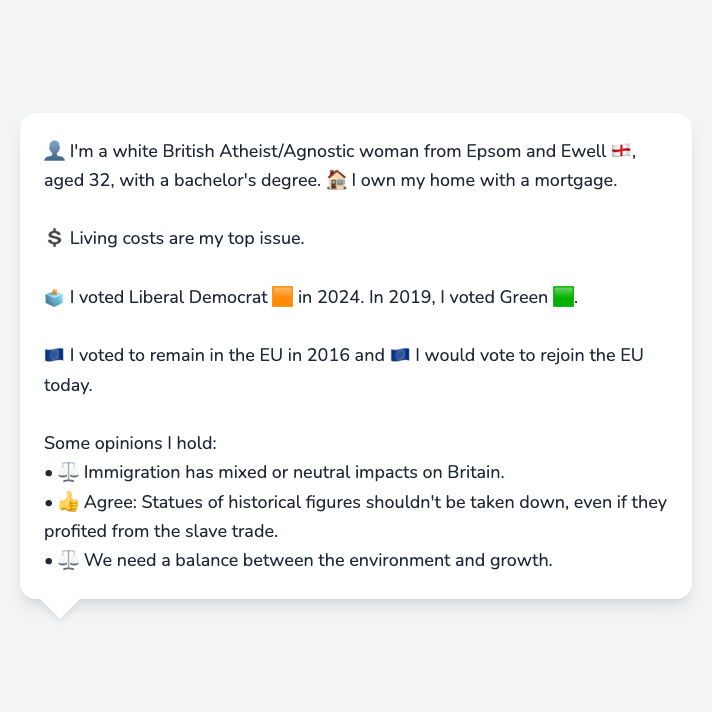 👤 I'm a white British Atheist/Agnostic woman from Epsom and Ewell 🏴󠁧󠁢󠁥󠁮󠁧󠁿,
aged 32, with a bachelor's degree. 🏠 I own my home with a mortgage.
💲 Living costs are my top issue.
🗳️ I voted Liberal Democrat 🟧 in 2024. In 2019, I voted Green 🟩.
🇪🇺 I voted to remain in the EU in 2016 and 🇪🇺 I would vote to rejoin the EU
today.
Some opinions I hold:
• ⚖️ Immigration has mixed or neutral impacts on Britain.
• 👍 Agree: Statues of historical figures shouldn't be taken down, even if they
profited from the slave trade.
• ⚖️ We need a balance between the environment and growth.